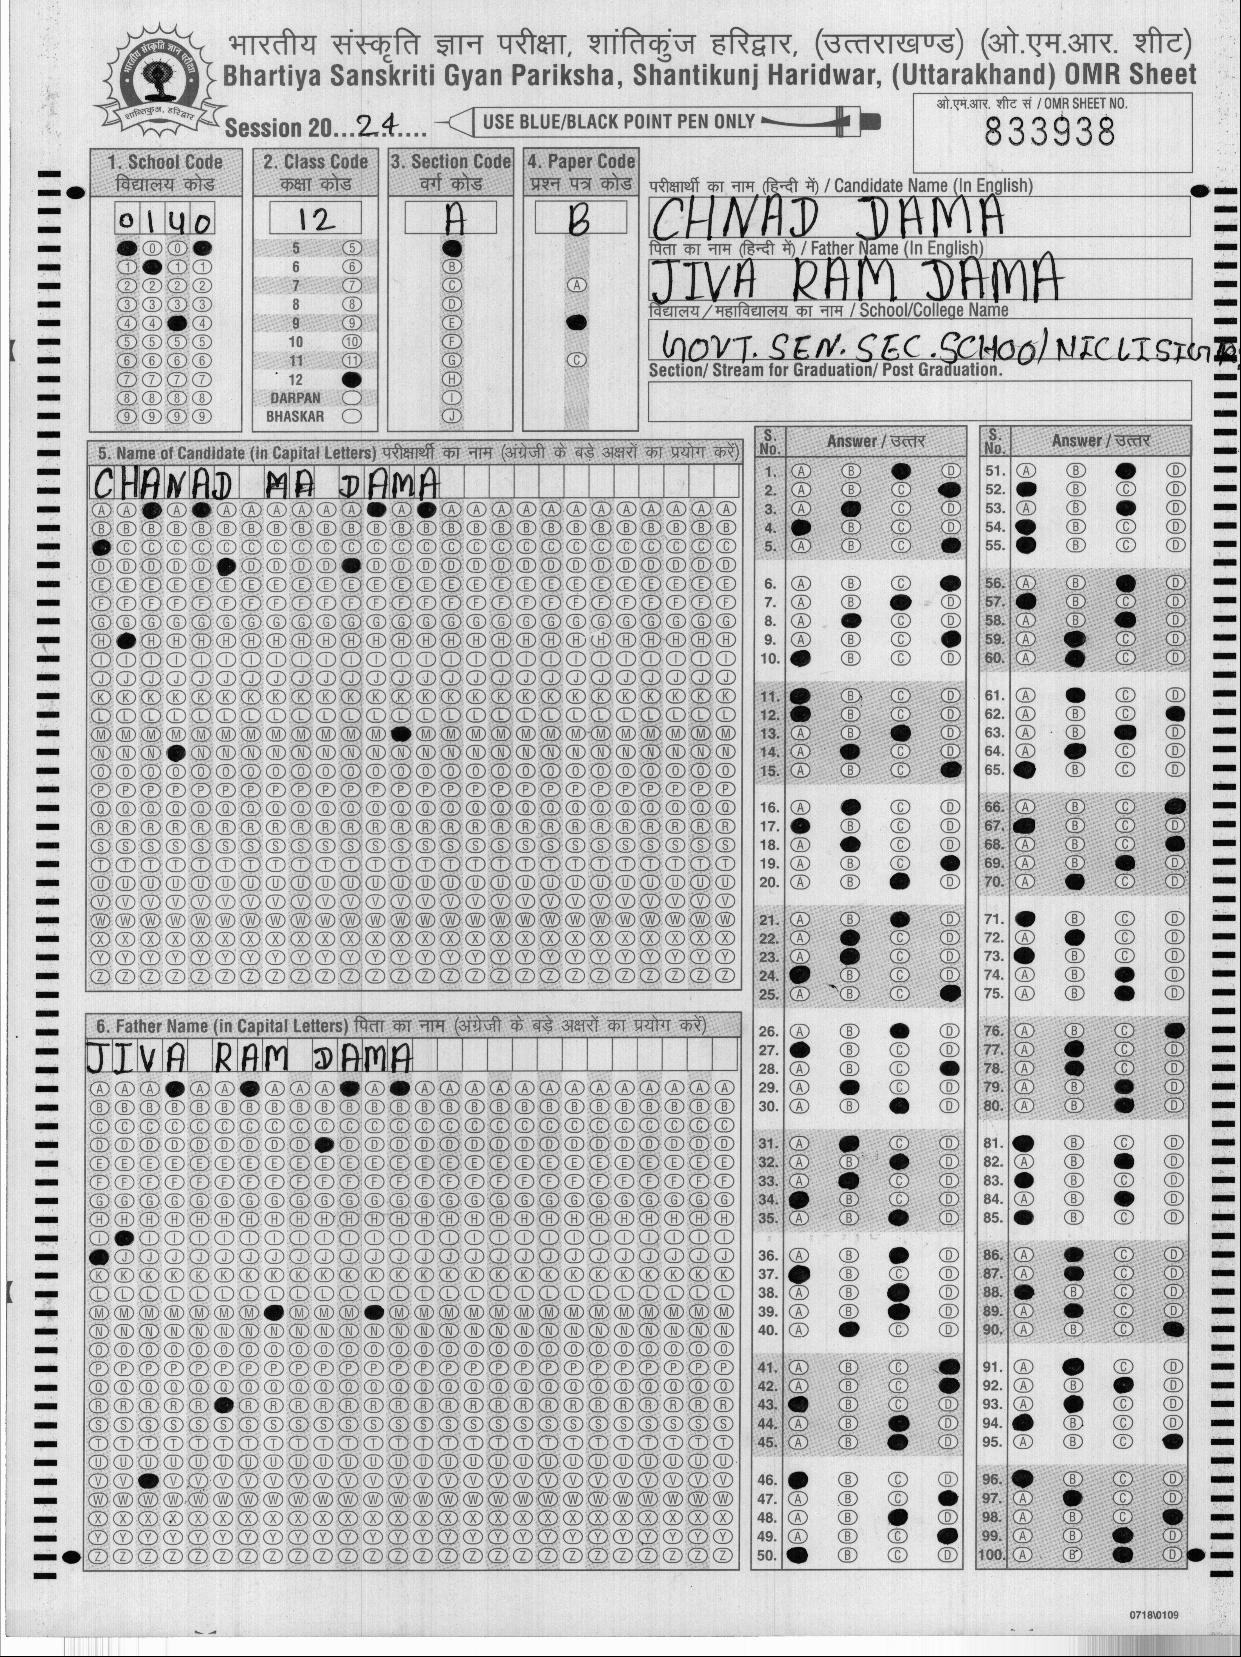 भारतीय संस्कृति ज्ञान परीक्षा, शांतिकुंज हरिद्वार, (उत्तराखण्ड) (ओ.एम.आर. शीट)
Bhartiya Sanskriti Gyan Pariksha, Shantikunj Haridwar, (Uttarakhand) OMR Sheet
Session 20...24....
USE BLUE/BLACK POINT PEN ONLY
ओ.एम.आर. शीट सं / OMR SHEET NO.
833938
1. School Code
विद्यालय कोड
0140
2. Class Code
कक्षा कोड
12
5
6
7
8
9
10
11
12
DARPAN
BHASKAR
3. Section Code
वर्ग कोड
A
4. Paper Code
प्रश्न पत्र कोड
B
परीक्षार्थी का नाम (हिन्दी में) / Candidate Name (In English)
CHNAD DAMA
पिता का नाम (हिन्दी में) / Father Name (In English)
JIVA RAM DAMA
विद्यालय/महाविद्यालय का नाम / School/College Name
GOVT. SEN. SEC. SCHOOl
Section/ Stream for Graduation/ Post Graduation.
5. Name of Candidate (in Capital Letters) परीक्षार्थी का नाम (अंग्रेजी के बड़े अक्षरों का प्रयोग करें)
CHANAD MA DAMA
6. Father Name (in Capital Letters) पिता का नाम (अंग्रेजी के बड़े अक्षरों का प्रयोग करें)
JIVA RAM DAMA
S. No. Answer / उत्तर
S. No. Answer / उत्तर
0718\0109